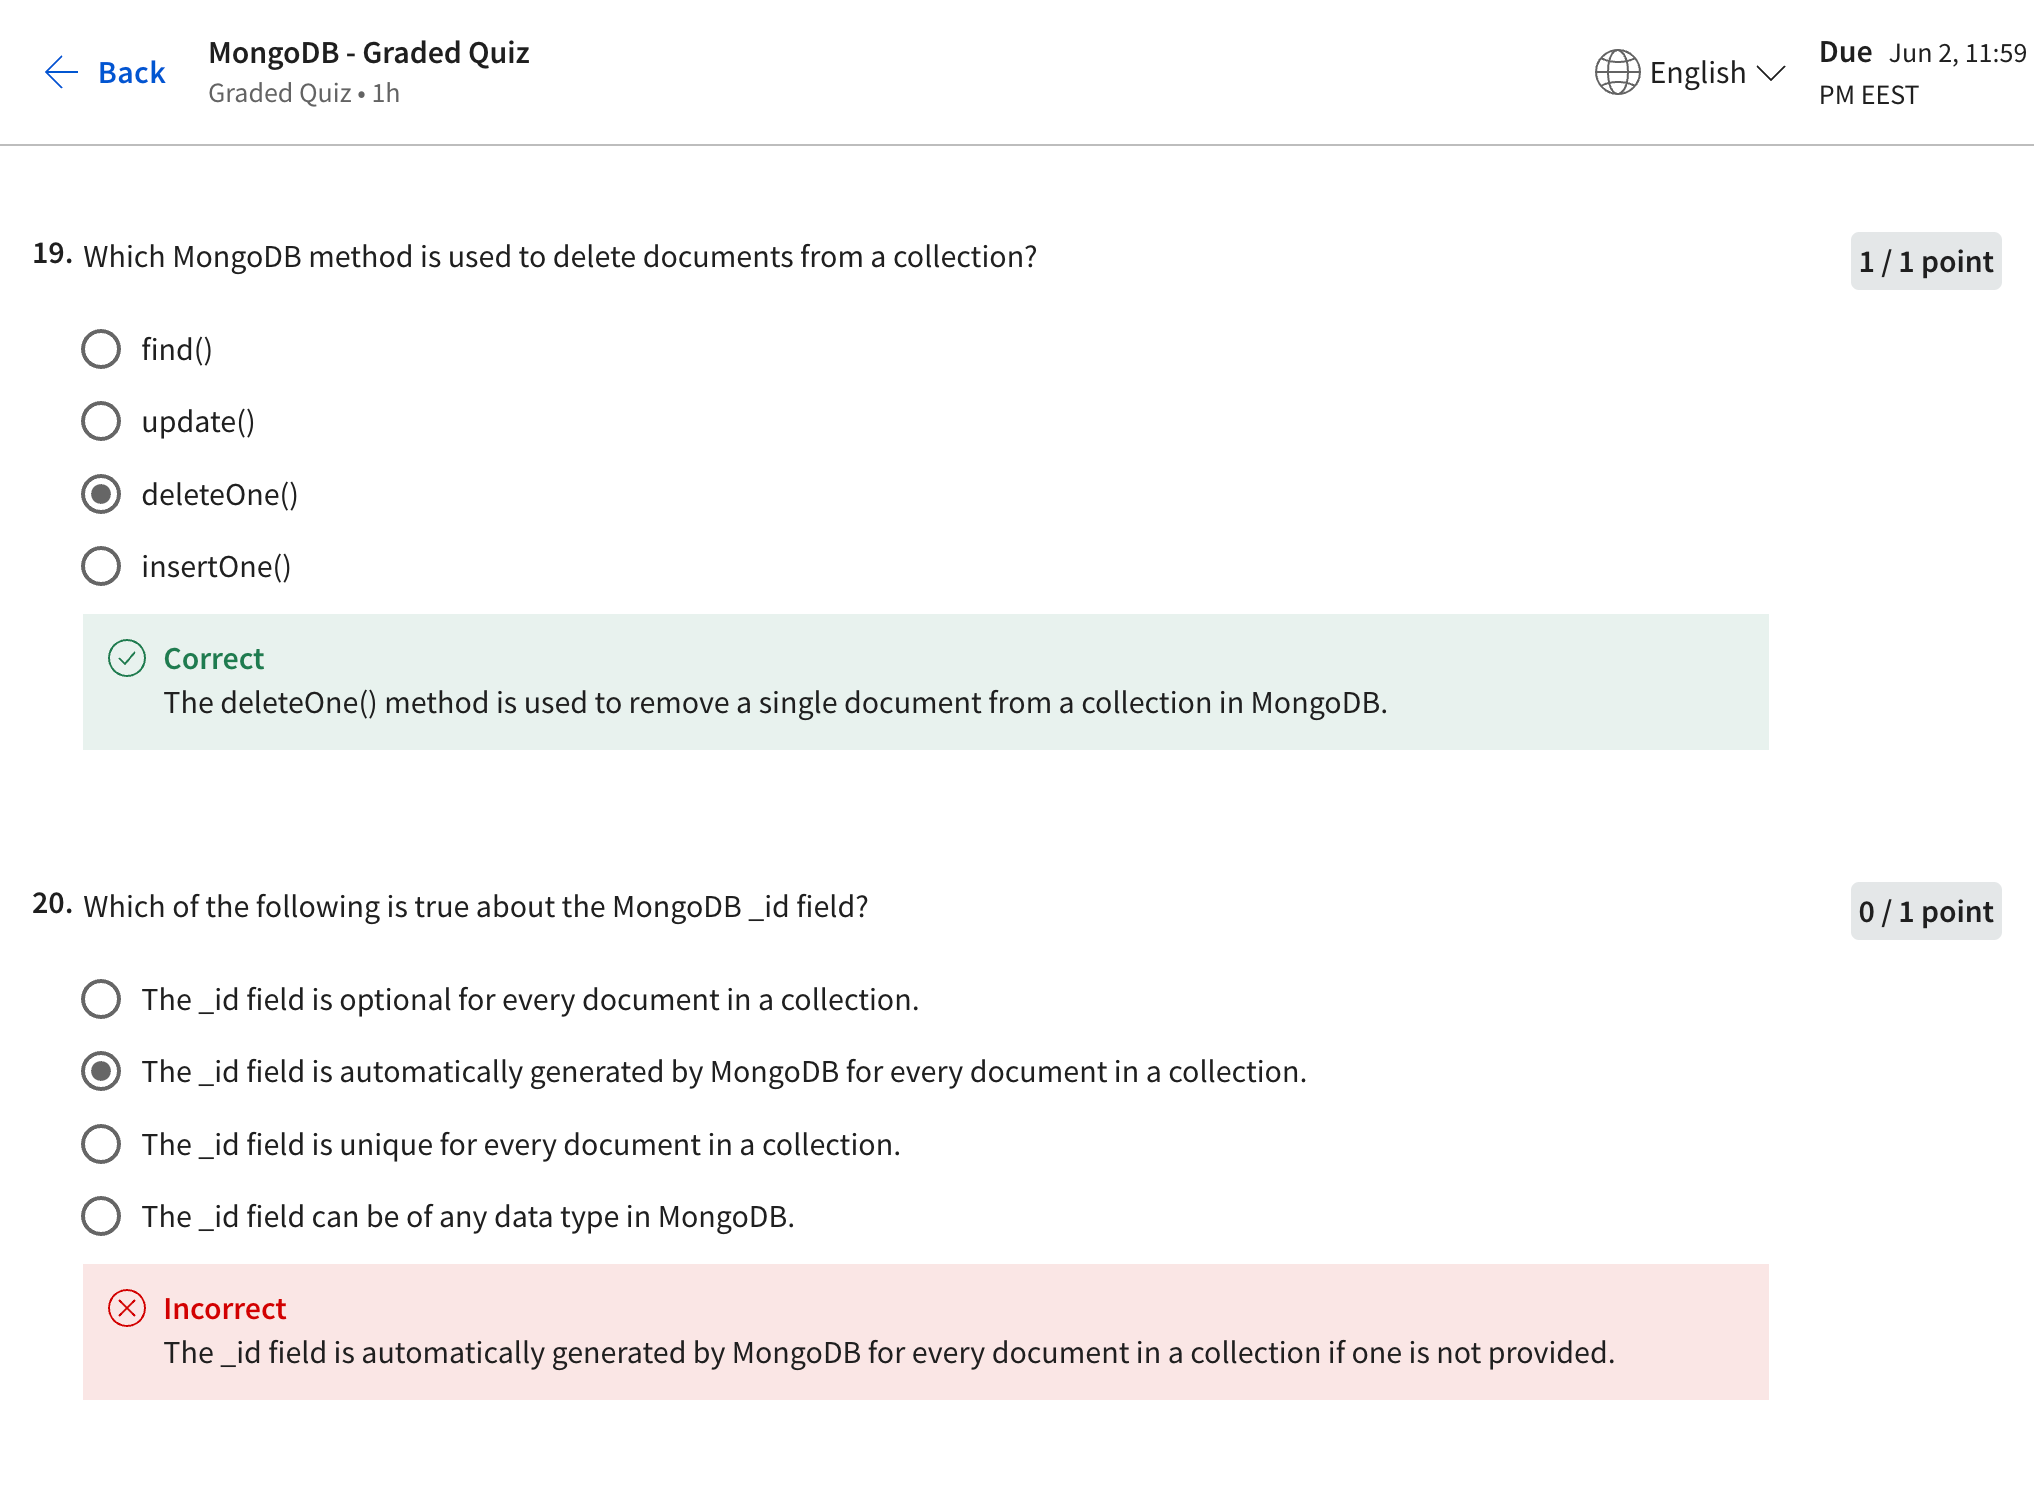 Back
MongoDB - Graded Quiz
Graded Quiz • 1h
English
Due Jun 2, 11:59
PM EEST
19. Which MongoDB method is used to delete documents from a collection?
1 / 1 point
find()
update()
deleteOne()
insertOne()
Correct
The deleteOne() method is used to remove a single document from a collection in MongoDB.
20. Which of the following is true about the MongoDB _id field?
0 / 1 point
The _id field is optional for every document in a collection.
The _id field is automatically generated by MongoDB for every document in a collection.
The _id field is unique for every document in a collection.
The _id field can be of any data type in MongoDB.
Incorrect
The _id field is automatically generated by MongoDB for every document in a collection if one is not provided.